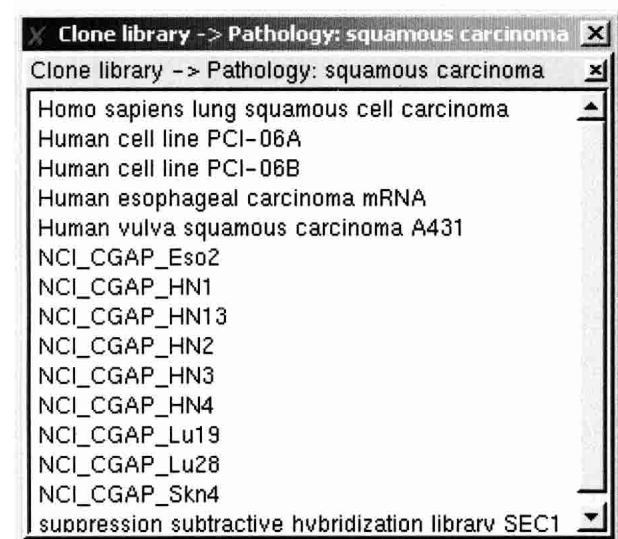 Clone library -> Pathology: squamous carcinoma
Clone library -> Pathology: squamous carcinoma
Homo sapiens lung squamous cell carcinoma
Human cell line PCI-06A
Human cell line PCI-06B
Human esophageal carcinoma mRNA
Human vulva squamous carcinoma A431
NCI_CGAP_Eso2
NCI_CGAP_HN1
NCI_CGAP_HN13
NCI_CGAP_HN2
NCI_CGAP_HN3
NCI_CGAP_HN4
NCI_CGAP_Lu19
NCI_CGAP_Lu28
NCI_CGAP_Skn4
suppression subtractive hybridization library SEC1